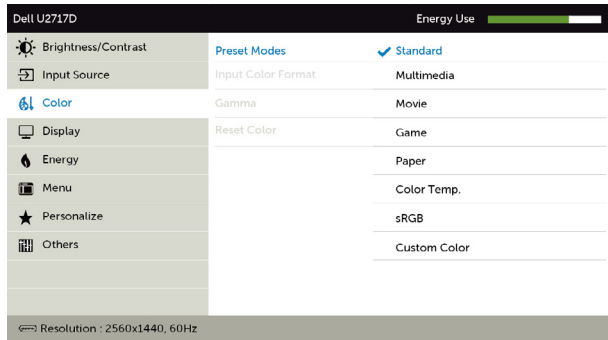 Dell U2717D Energy Use
Brightness/Contrast
Input Source
Color
Display
Energy
Menu
Personalize
Others
Preset Modes
Input Color Format
Gamma
Reset Color
Standard
Multimedia
Movie
Game
Paper
Color Temp.
sRGB
Custom Color
Resolution : 2560x1440, 60Hz